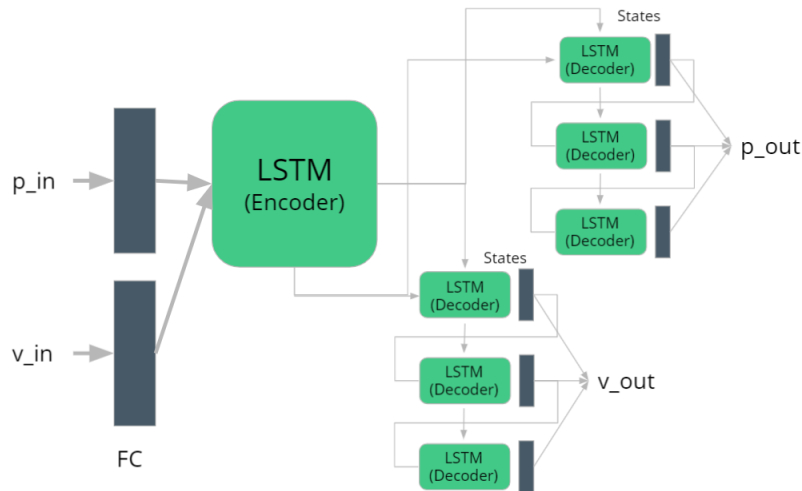 p_in
v_in
FC
LSTM
(Encoder)
States
LSTM
(Decoder)
LSTM
(Decoder)
LSTM
(Decoder)
p_out
States
LSTM
(Decoder)
LSTM
(Decoder)
LSTM
(Decoder)
v_out